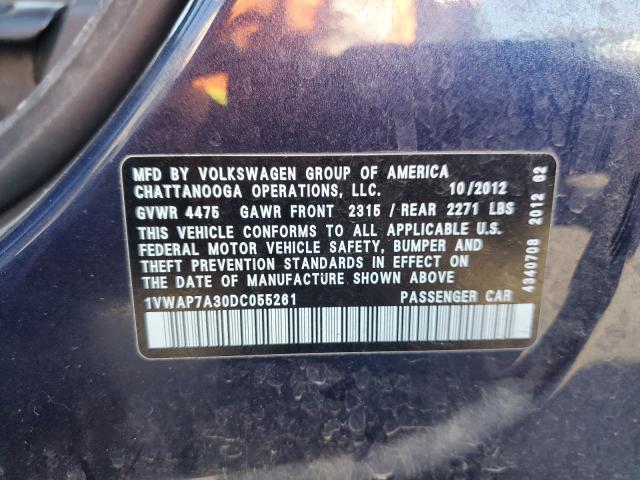 MFD BY VOLKSWAGEN GROUP OF AMERICA
CHATTANOOGA OPERATIONS, LLC. 10/2012
GVWR 4475 GAWR FRONT 2315 / REAR 2271 LBS
THIS VEHICLE CONFORMS TO ALL APPLICABLE U.S.
FEDERAL MOTOR VEHICLE SAFETY, BUMPER AND
THEFT PREVENTION STANDARDS IN EFFECT ON
THE DATE OF MANUFACTURE SHOWN ABOVE
1VWAP7A30DC055261 PASSENGER CAR
4340708 2012 02